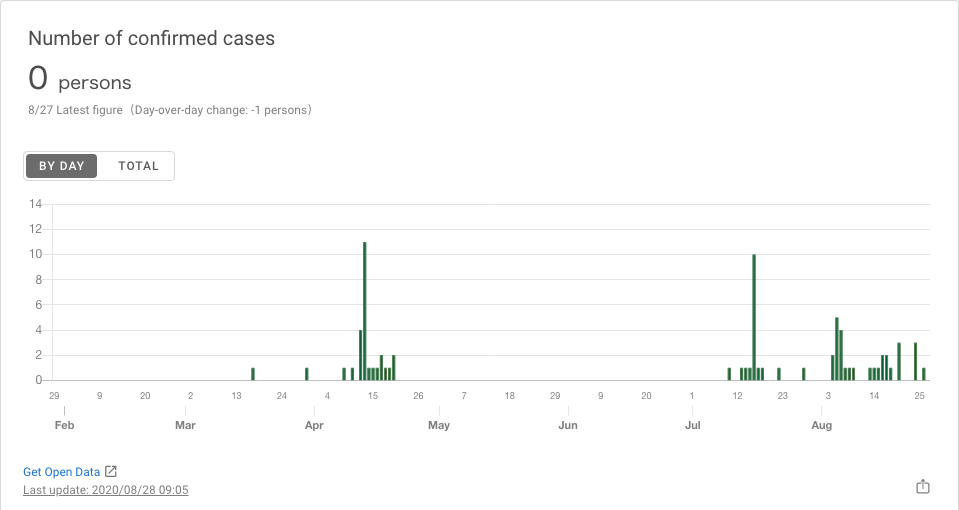 Number of confirmed cases
0 persons
8/27 Latest figure（Day-over-day change: -1 persons）
BY DAY TOTAL
14
12
10
8
6
4
2
0
29 9 20 2 13 24 4 15 26 7 18 29 9 20 1 12 23 3 14 25
Feb Mar Apr May Jun Jul Aug
Get Open Data
Last update: 2020/08/28 09:05